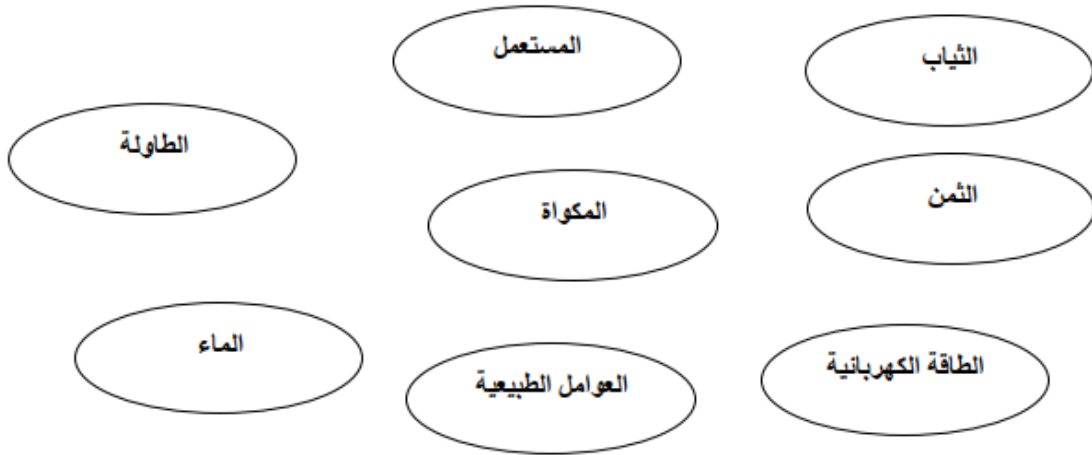 المستعمل
الثياب
الطاولة
الثمن
المكواة
الماء
الطاقة الكهربائية
العوامل الطبيعية